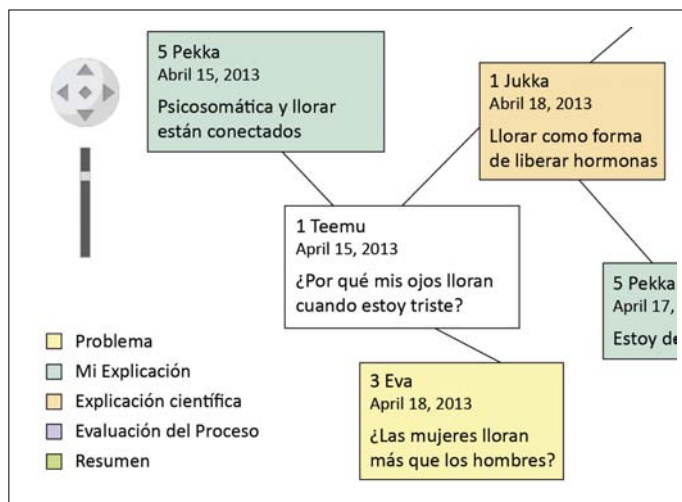 5 Pekka
Abril 15, 2013
Psicosomática y llorar
están conectados
1 Jukka
Abril 18, 2013
Llorar como forma
de liberar hormonas
1 Teemu
April 15, 2013
¿Por qué mis ojos lloran
cuando estoy triste?
5 Pekka
April 17,
Estoy de
3 Eva
April 18, 2013
¿Las mujeres lloran
más que los hombres?
Problema
Mi Explicación
Explicación científica
Evaluación del Proceso
Resumen